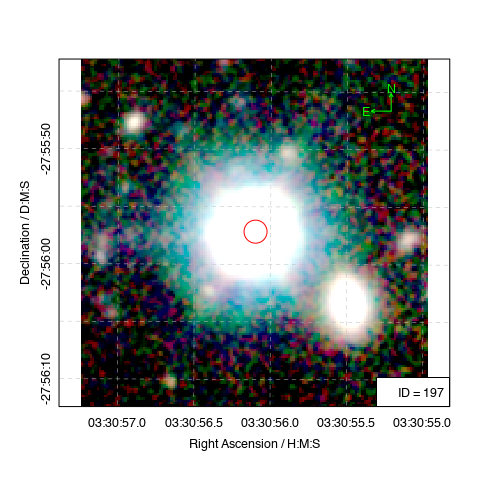 N
E
Declination / D:M:S
-27:55:50
-27:56:00
-27:56:10
ID = 197
03:30:57.0 03:30:56.5 03:30:56.0 03:30:55.5 03:30:55.0
Right Ascension / H:M:S